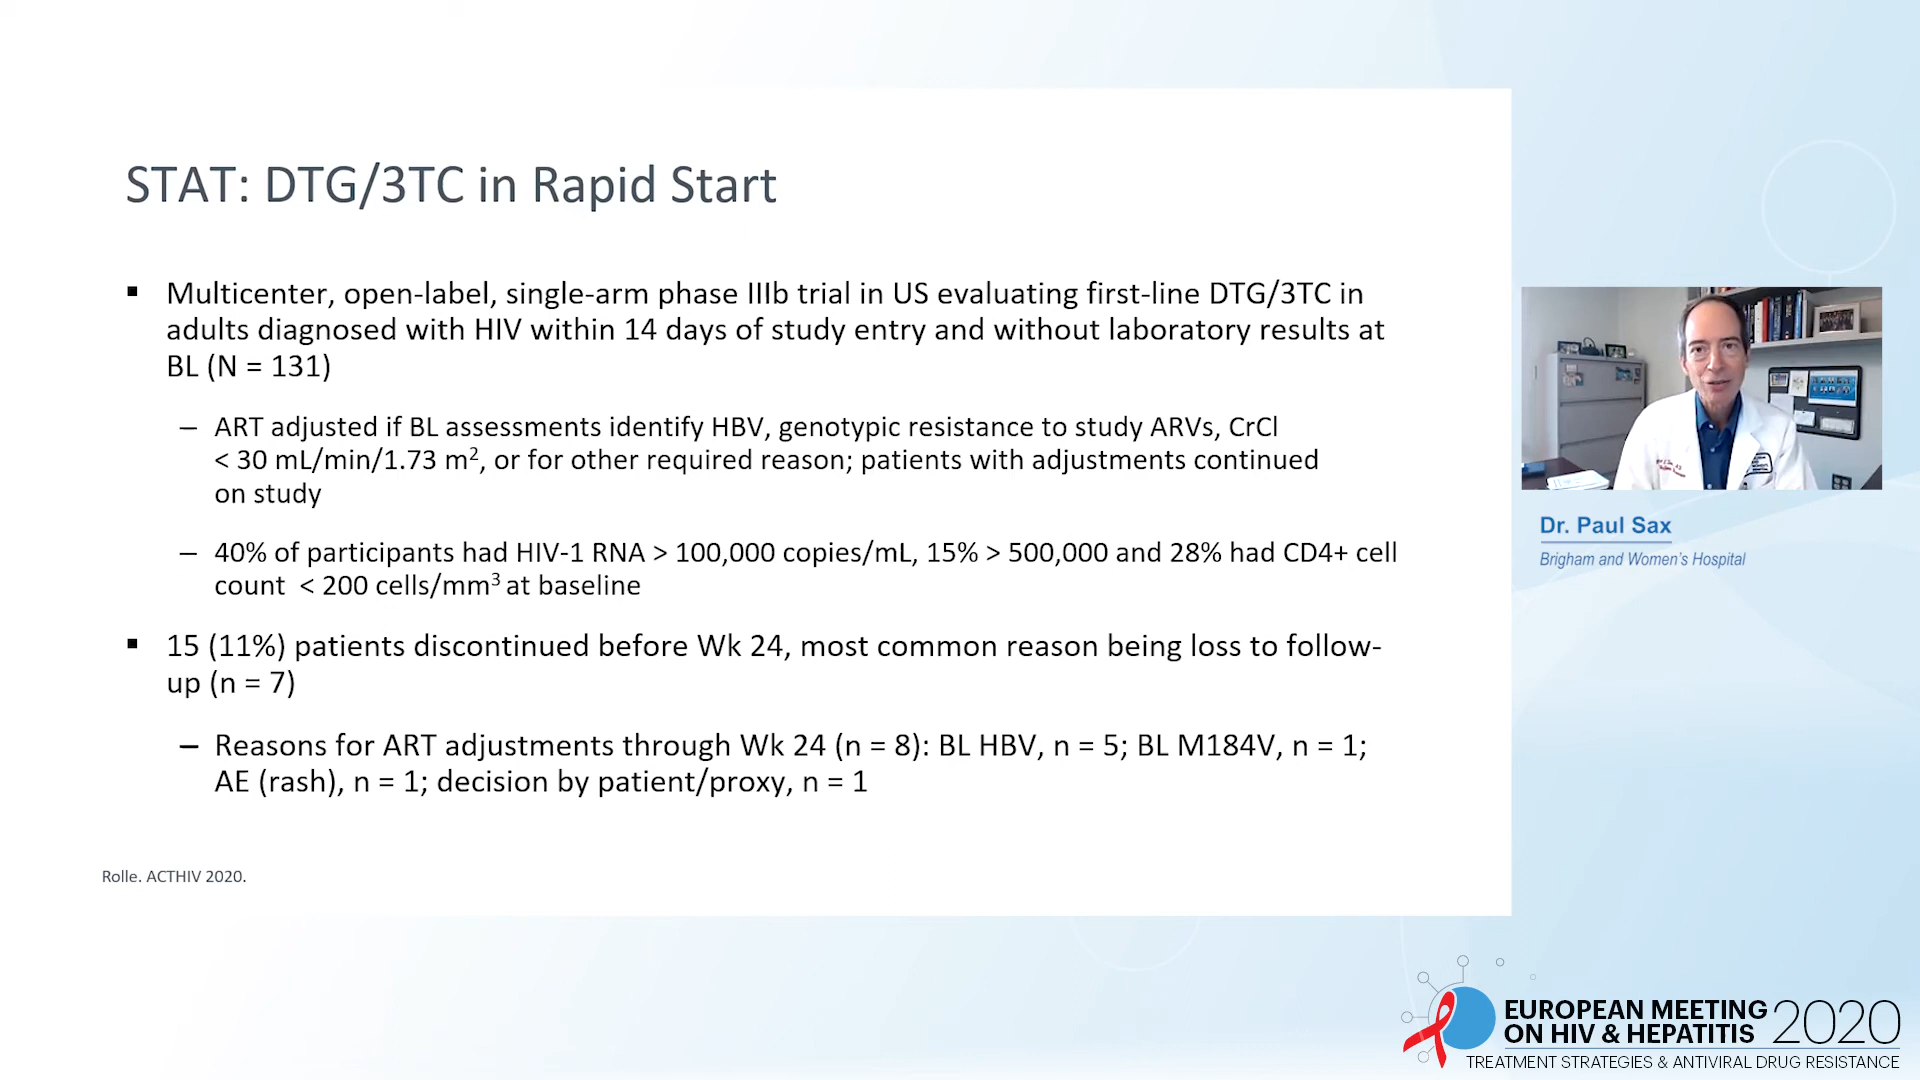 STAT: DTG/3TC in Rapid Start
▪ Multicenter, open-label, single-arm phase IIIb trial in US evaluating first-line DTG/3TC in
adults diagnosed with HIV within 14 days of study entry and without laboratory results at
BL (N = 131)
– ART adjusted if BL assessments identify HBV, genotypic resistance to study ARVs, CrCl
< 30 mL/min/1.73 m², or for other required reason; patients with adjustments continued
on study
– 40% of participants had HIV-1 RNA > 100,000 copies/mL, 15% > 500,000 and 28% had CD4+ cell
count < 200 cells/mm³ at baseline
▪ 15 (11%) patients discontinued before Wk 24, most common reason being loss to follow-
up (n = 7)
– Reasons for ART adjustments through Wk 24 (n = 8): BL HBV, n = 5; BL M184V, n = 1;
AE (rash), n = 1; decision by patient/proxy, n = 1
Rolle. ACTHIV 2020.
Dr. Paul Sax
Brigham and Women's Hospital
EUROPEAN MEETING
ON HIV & HEPATITIS 2020
TREATMENT STRATEGIES & ANTIVIRAL DRUG RESISTANCE